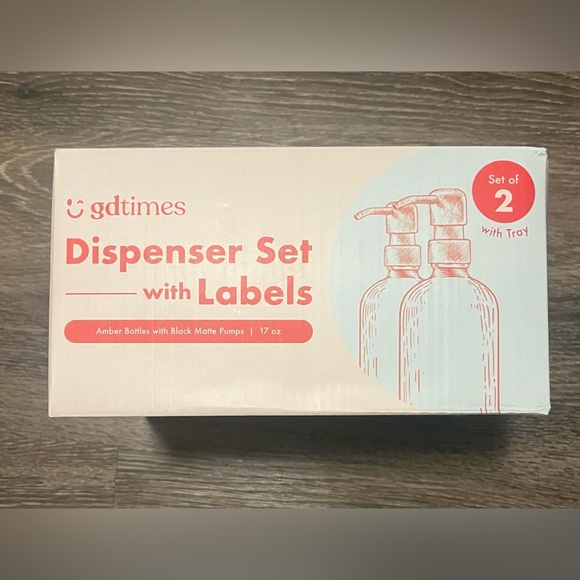 gdtimes
Dispenser Set
with Labels
Amber Bottles with Black Matte Pumps | 17 oz
Set of
2
with Tray